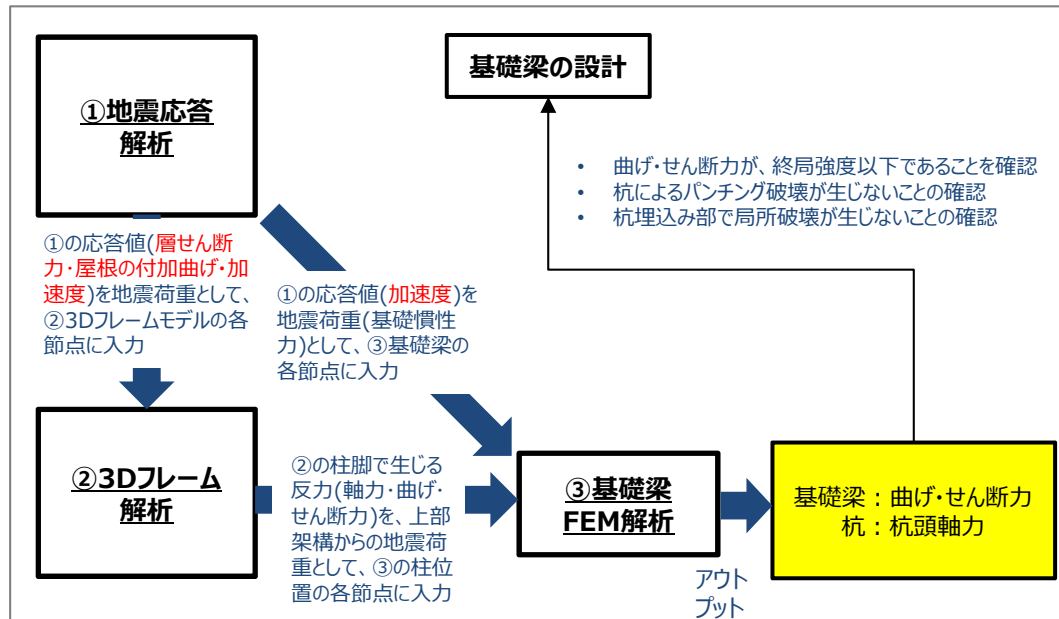 ①地震応答
解析
基礎梁の設計
• 曲げ・せん断力が、終局強度以下であることを確認
• 杭によるパンチング破壊が生じないことの確認
• 杭埋込み部で局所破壊が生じないことの確認
①の応答値(層せん断
力・屋根の付加曲げ・加
速度)を地震荷重として、
②3Dフレームモデルの各
節点に入力
①の応答値(加速度)を
地震荷重(基礎慣性
力)として、③基礎梁の
各節点に入力
②3Dフレーム
解析
②の柱脚で生じる
反力(軸力・曲げ・
せん断力)を、上部
架構からの地震荷
重として、③の柱位
置の各節点に入力
③基礎梁
FEM解析
アウト
プット
基礎梁：曲げ・せん断力
杭：杭頭軸力